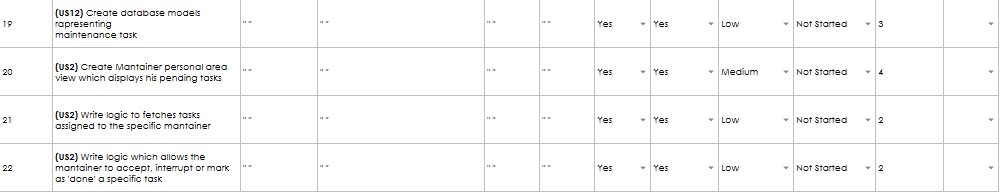 19 (US12) Create database models rapresenting maintenance task " " " " " " " " Yes Yes Low Not Started 3
20 (US2) Create Mantainer personal area view which displays his pending tasks " " " " " " " " Yes Yes Medium Not Started 4
21 (US2) Write logic to fetches tasks assigned to the specific mantainer " " " " " " " " Yes Yes Low Not Started 2
22 (US2) Write logic which allows the mantainer to accept, interrupt or mark as 'done' a specific task " " " " " " " " Yes Yes Low Not Started 2